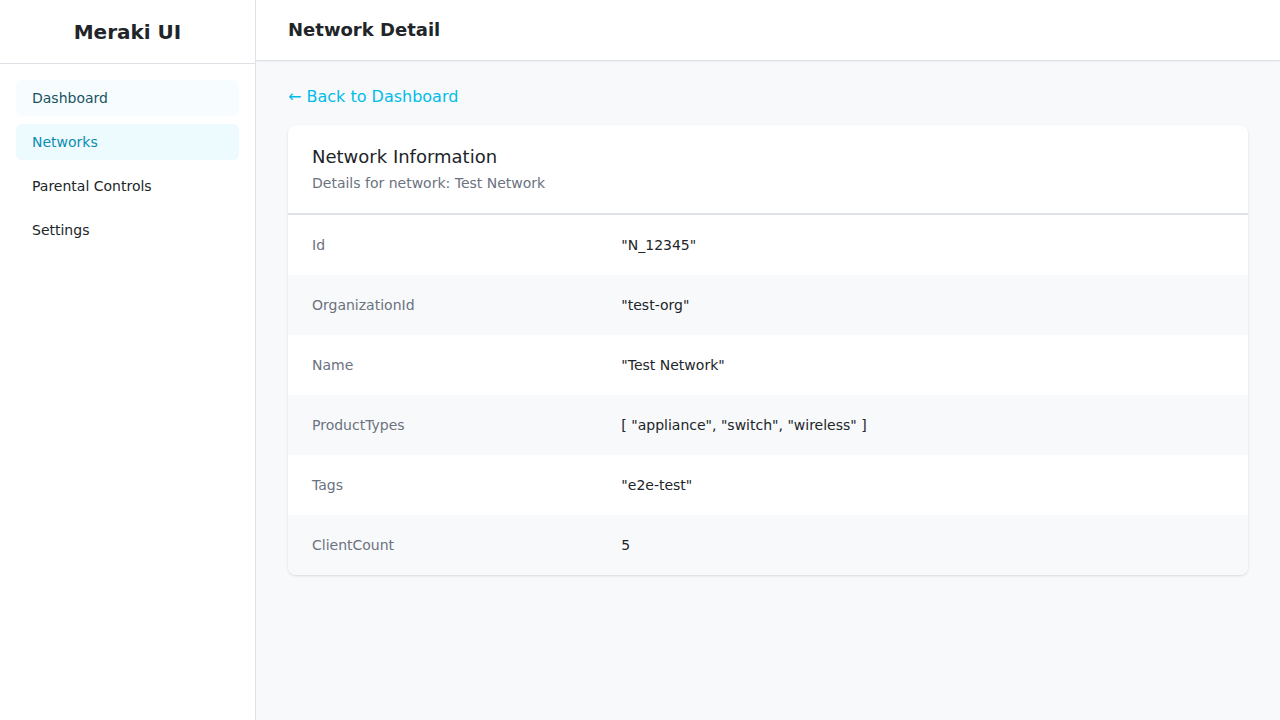 Meraki UI
Dashboard
Networks
Parental Controls
Settings
Network Detail
← Back to Dashboard
Network Information
Details for network: Test Network
Id "N_12345"
OrganizationId "test-org"
Name "Test Network"
ProductTypes [ "appliance", "switch", "wireless" ]
Tags "e2e-test"
ClientCount 5